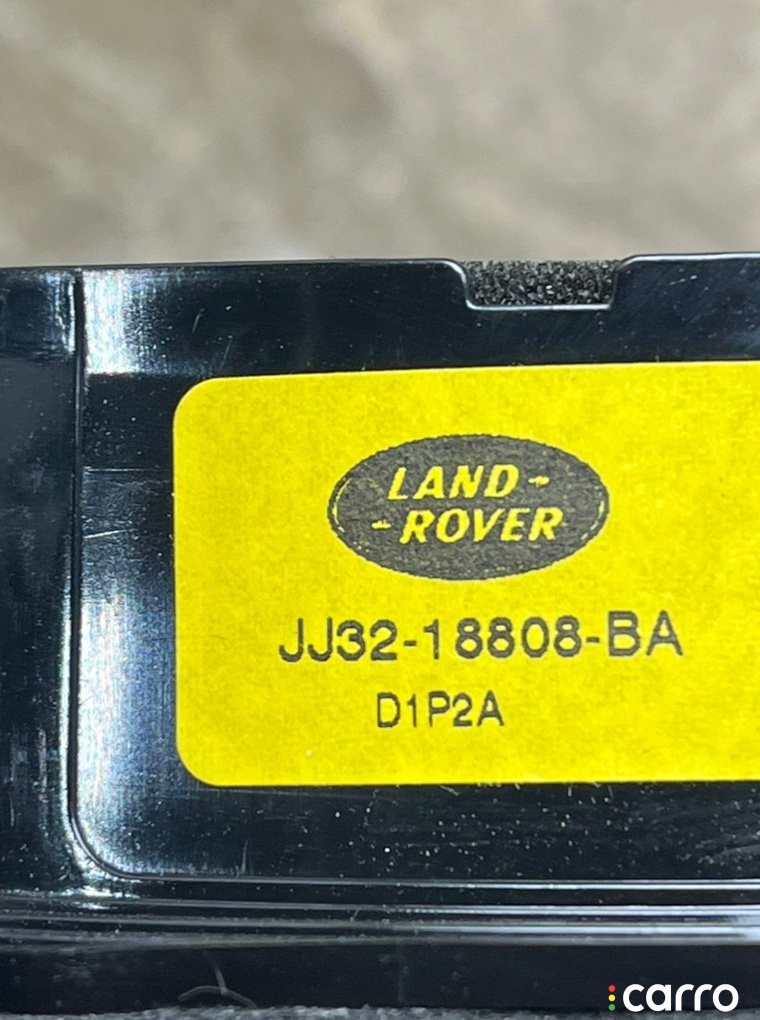 LAND-
-ROVER
JJ32-18808-BA
D1P2A
carro